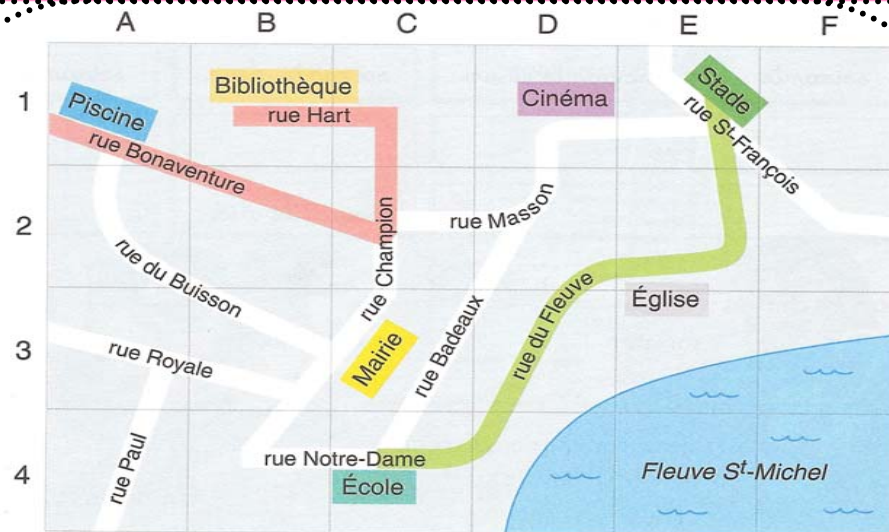 A B C D E F
1
Piscine
Bibliothèque
Cinéma
Stade
rue Hart
rue St-François
rue Bonaventure
2
rue Masson
rue Champion
rue du Buisson
rue du Fleuve
Église
3
rue Royale
Mairie
rue Badeaux
4
rue Paul
rue Notre-Dame
École
Fleuve St-Michel